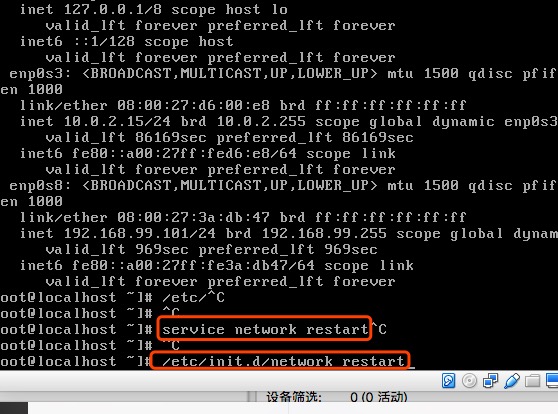 inet 127.0.0.1/8 scope host lo
valid_lft forever preferred_lft forever
inet6 ::1/128 scope host
valid_lft forever preferred_lft forever
enp0s3: <BROADCAST,MULTICAST,UP,LOWER_UP> mtu 1500 qdisc pfif
en 1000
link/ether 08:00:27:d6:00:e8 brd ff:ff:ff:ff:ff:ff
inet 10.0.2.15/24 brd 10.0.2.255 scope global dynamic enp0s3
valid_lft 86169sec preferred_lft 86169sec
inet6 fe80::a00:27ff:fed6:e8/64 scope link
valid_lft forever preferred_lft forever
enp0s8: <BROADCAST,MULTICAST,UP,LOWER_UP> mtu 1500 qdisc pfif
en 1000
link/ether 08:00:27:3a:db:47 brd ff:ff:ff:ff:ff:ff
inet 192.168.99.101/24 brd 192.168.99.255 scope global dynam
valid_lft 969sec preferred_lft 969sec
inet6 fe80::a00:27ff:fe3a:db47/64 scope link
valid_lft forever preferred_lft forever
oot@localhost ~]# /etc/^C
oot@localhost ~]# ^C
oot@localhost ~]# service network restart^C
oot@localhost ~]# ^C
oot@localhost ~]# /etc/init.d/network restart_
设备筛选: 0 (0 活动)